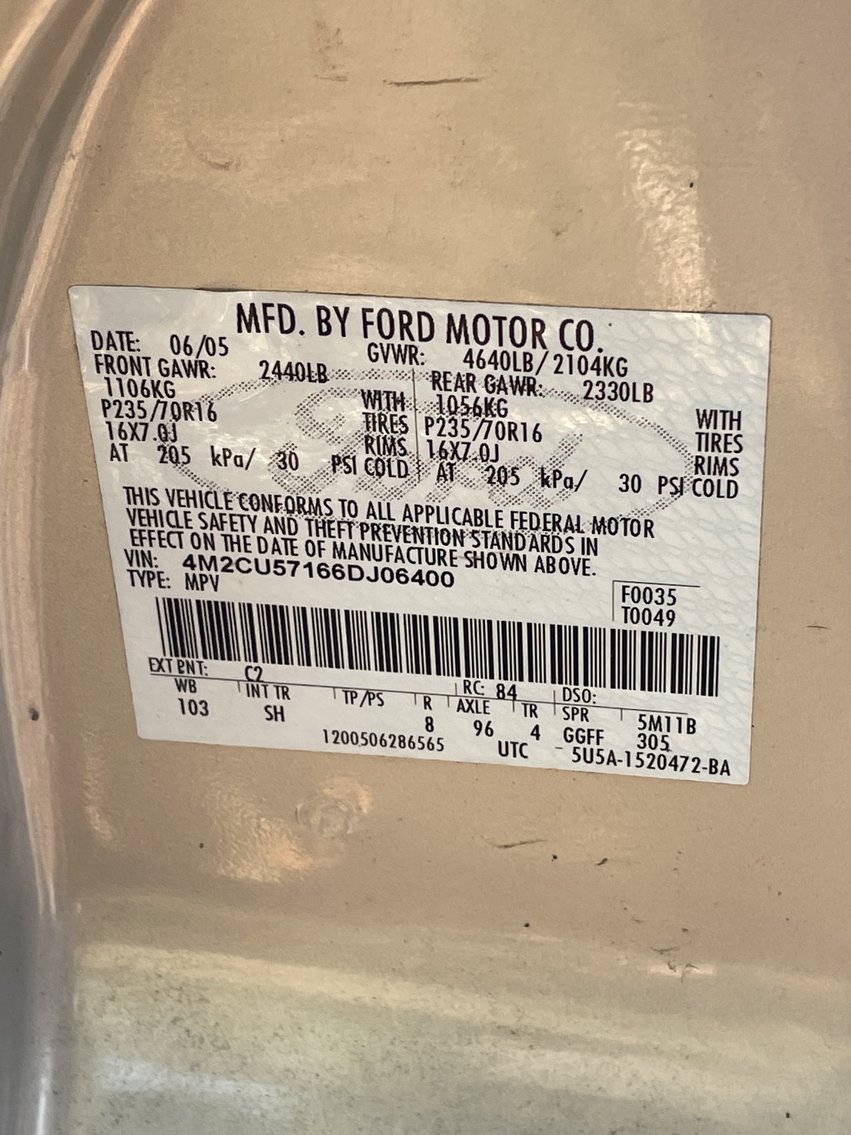 MFD. BY FORD MOTOR CO.
DATE: 06/05 GVWR: 4640LB/2104KG
FRONT GAWR: 2440LB REAR GAWR: 2330LB
1106KG WITH 1056KG WITH
P235/70R16 TIRES P235/70R16 TIRES
16X7.0J RIMS 16X7.0J RIMS
AT 205 kPa/ 30 PSI COLD AT 205 kPa/ 30 PSI COLD
THIS VEHICLE CONFORMS TO ALL APPLICABLE FEDERAL MOTOR
VEHICLE SAFETY AND THEFT PREVENTION STANDARDS IN
EFFECT ON THE DATE OF MANUFACTURE SHOWN ABOVE.
VIN: 4M2CU57166DJ06400
TYPE: MPV
F0035
T0049
EXT PNT: C2 RC: 84 DSO:
WB INT TR TP/PS R AXLE TR SPR 5M11B
103 SH 8 96 4 GGFF 305
1200506286565 UTC 5U5A-1520472-BA
Ford